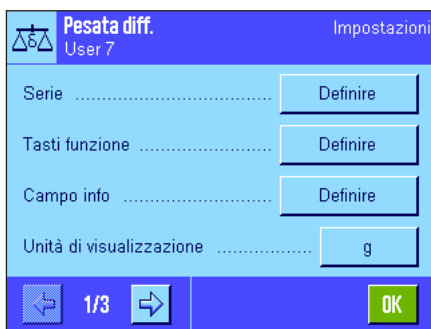 Pesata diff. Impostazioni
User 7
Serie .................................... Definire
Tasti funzione ........................ Definire
Campo info ........................... Definire
Unità di visualizzazione ................. g
1/3 OK